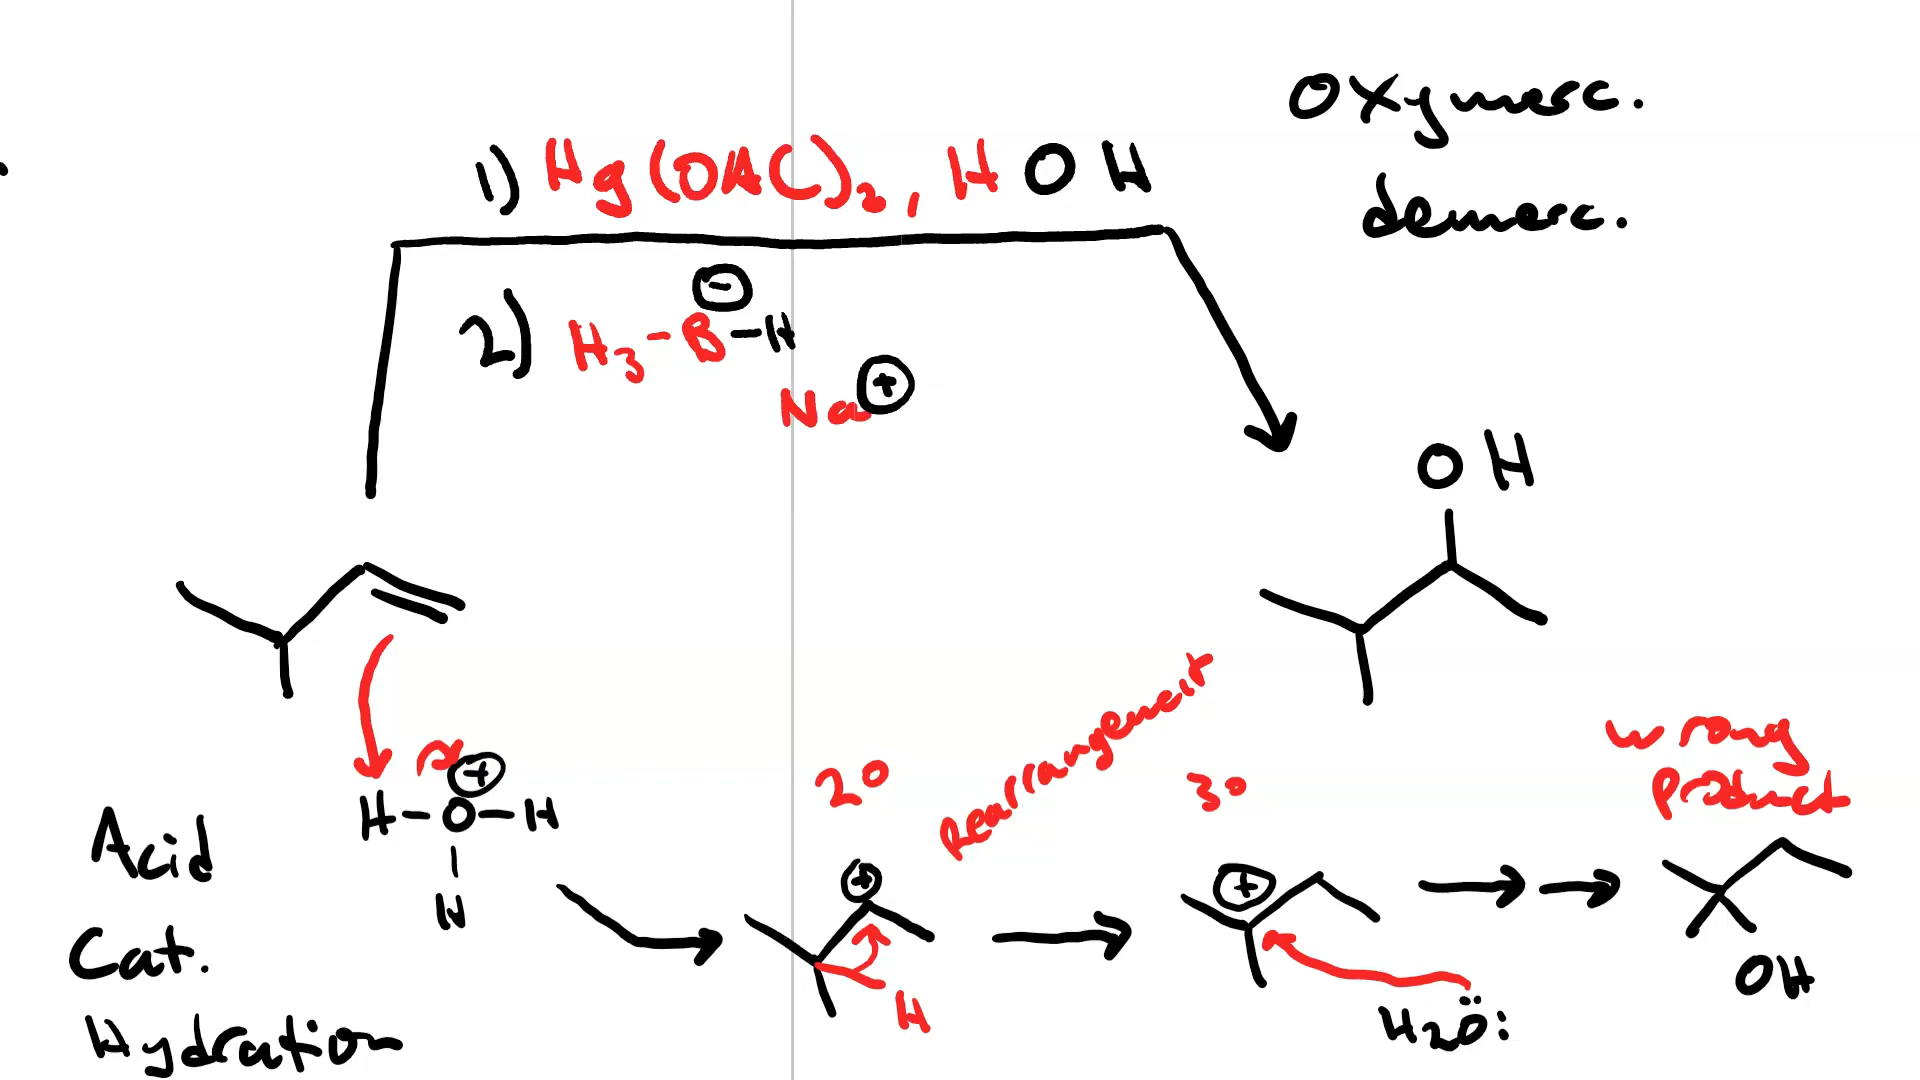 Oxymerc.
demerc.
1) Hg(OAC)2, HOH
2) H3-B-H
⊖
Na⊕
OH
Rearrangement
wrong
product
2°
3°
⊕
H-O-H
H
Acid
Cat.
Hydration
⊕
H
⊕
H2O:
OH